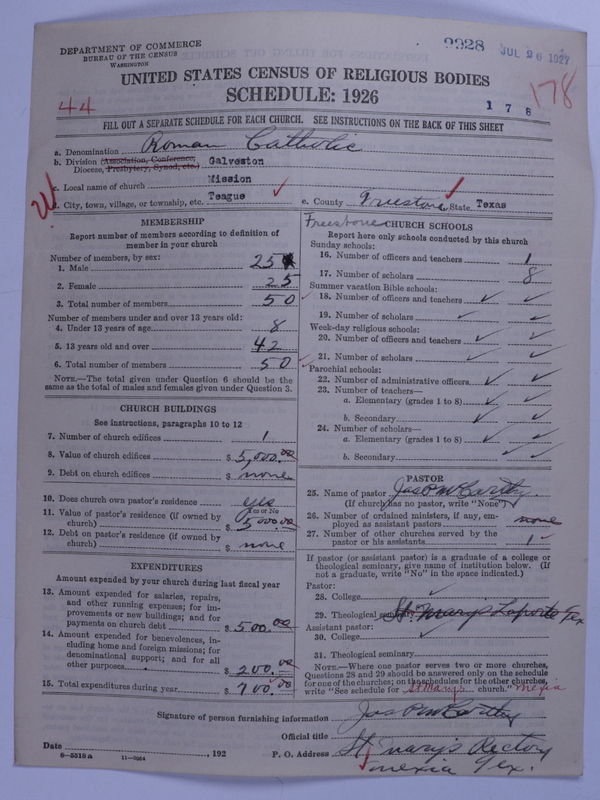 DEPARTMENT OF COMMERCE
BUREAU OF THE CENSUS
WASHINGTON
9928 JUL 26 1927
UNITED STATES CENSUS OF RELIGIOUS BODIES
SCHEDULE: 1926
44
1 7 8
178
FILL OUT A SEPARATE SCHEDULE FOR EACH CHURCH. SEE INSTRUCTIONS ON THE BACK OF THIS SHEET
a. Denomination Roman Catholic
b. Division (Association, Conference, Diocese, Presbytery, Synod, etc.) Galveston
c. Local name of church Mission
d. City, town, village, or township, etc. Teague e. County Freestone State Texas
Freestone
MEMBERSHIP
Report number of members according to definition of
member in your church
Number of members, by sex:
1. Male 25
2. Female 25
3. Total number of members 50
Number of members under and over 13 years old:
4. Under 13 years of age 8
5. 13 years old and over 42
6. Total number of members 50
NOTE.—The total given under Question 6 should be the
same as the total of males and females given under Question 3.
CHURCH BUILDINGS
See instructions, paragraphs 10 to 12
7. Number of church edifices 1
8. Value of church edifices $ 5,000.00
9. Debt on church edifices $ none
10. Does church own pastor's residence yes
Yes or No
11. Value of pastor's residence (if owned by
church) $ 5000.00
12. Debt on pastor's residence (if owned by
church) $ none
EXPENDITURES
Amount expended by your church during last fiscal year
13. Amount expended for salaries, repairs,
and other running expenses; for im-
provements or new buildings; and for
payments on church debt $ 500.00
14. Amount expended for benevolences, in-
cluding home and foreign missions; for
denominational support; and for all
other purposes $ 200.00
15. Total expenditures during year $ 700.00
CHURCH SCHOOLS
Report here only schools conducted by this church
Sunday schools:
16. Number of officers and teachers 1
17. Number of scholars 8
Summer vacation Bible schools:
18. Number of officers and teachers
19. Number of scholars
Week-day religious schools:
20. Number of officers and teachers
21. Number of scholars
Parochial schools:
22. Number of administrative officers
23. Number of teachers—
a. Elementary (grades 1 to 8)
b. Secondary
24. Number of scholars—
a. Elementary (grades 1 to 8)
b. Secondary
PASTOR
25. Name of pastor Jas P McCarthy
(If church has no pastor, write "None")
26. Number of ordained ministers, if any, em-
ployed as assistant pastors none
27. Number of other churches served by the
pastor or his assistants 1
If pastor (or assistant pastor) is a graduate of a college or
theological seminary, give name of institution below. (If
not a graduate, write "No" in the space indicated.)
Pastor:
28. College
29. Theological seminary St. Marys Laporte Tex
Assistant pastor:
30. College
31. Theological seminary
NOTE.—Where one pastor serves two or more churches,
Questions 28 and 29 should be answered only on the schedule
for one of the churches; on the schedules for the other churches,
write "See schedule for St Marys church." Mexia
Signature of person furnishing information Jas P McCarthy
Official title
Date , 192 P. O. Address St Mary's Rectory
8—5518a 11—9064 Mexia Tex.